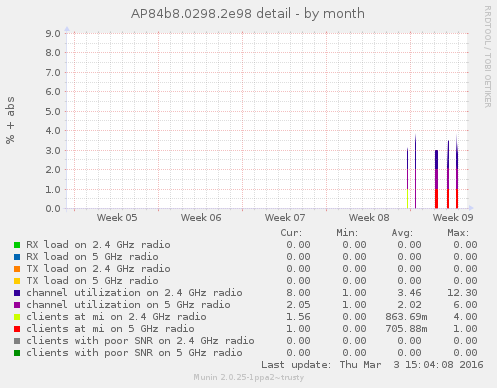 AP84b8.0298.2e98 detail - by month
RRDTOOL / TOBI OETIKER
% + abs
9.0
8.0
7.0
6.0
5.0
4.0
3.0
2.0
1.0
0.0
Week 05 Week 06 Week 07 Week 08 Week 09
Cur: Min: Avg: Max:
RX load on 2.4 GHz radio 0.00 0.00 0.00 0.00
RX load on 5 GHz radio 0.00 0.00 0.00 0.00
TX load on 2.4 GHz radio 0.00 0.00 0.00 0.00
TX load on 5 GHz radio 0.00 0.00 0.00 0.00
channel utilization on 2.4 GHz radio 8.00 1.00 3.46 12.30
channel utilization on 5 GHz radio 2.05 1.00 2.02 6.00
clients at mi on 2.4 GHz radio 1.56 0.00 863.69m 4.00
clients at mi on 5 GHz radio 1.00 0.00 705.88m 1.00
clients with poor SNR on 2.4 GHz radio 0.00 0.00 0.00 0.00
clients with poor SNR on 5 GHz radio 0.00 0.00 0.00 0.00
Last update: Thu Mar 3 15:04:08 2016
Munin 2.0.25-1ppa2~trusty